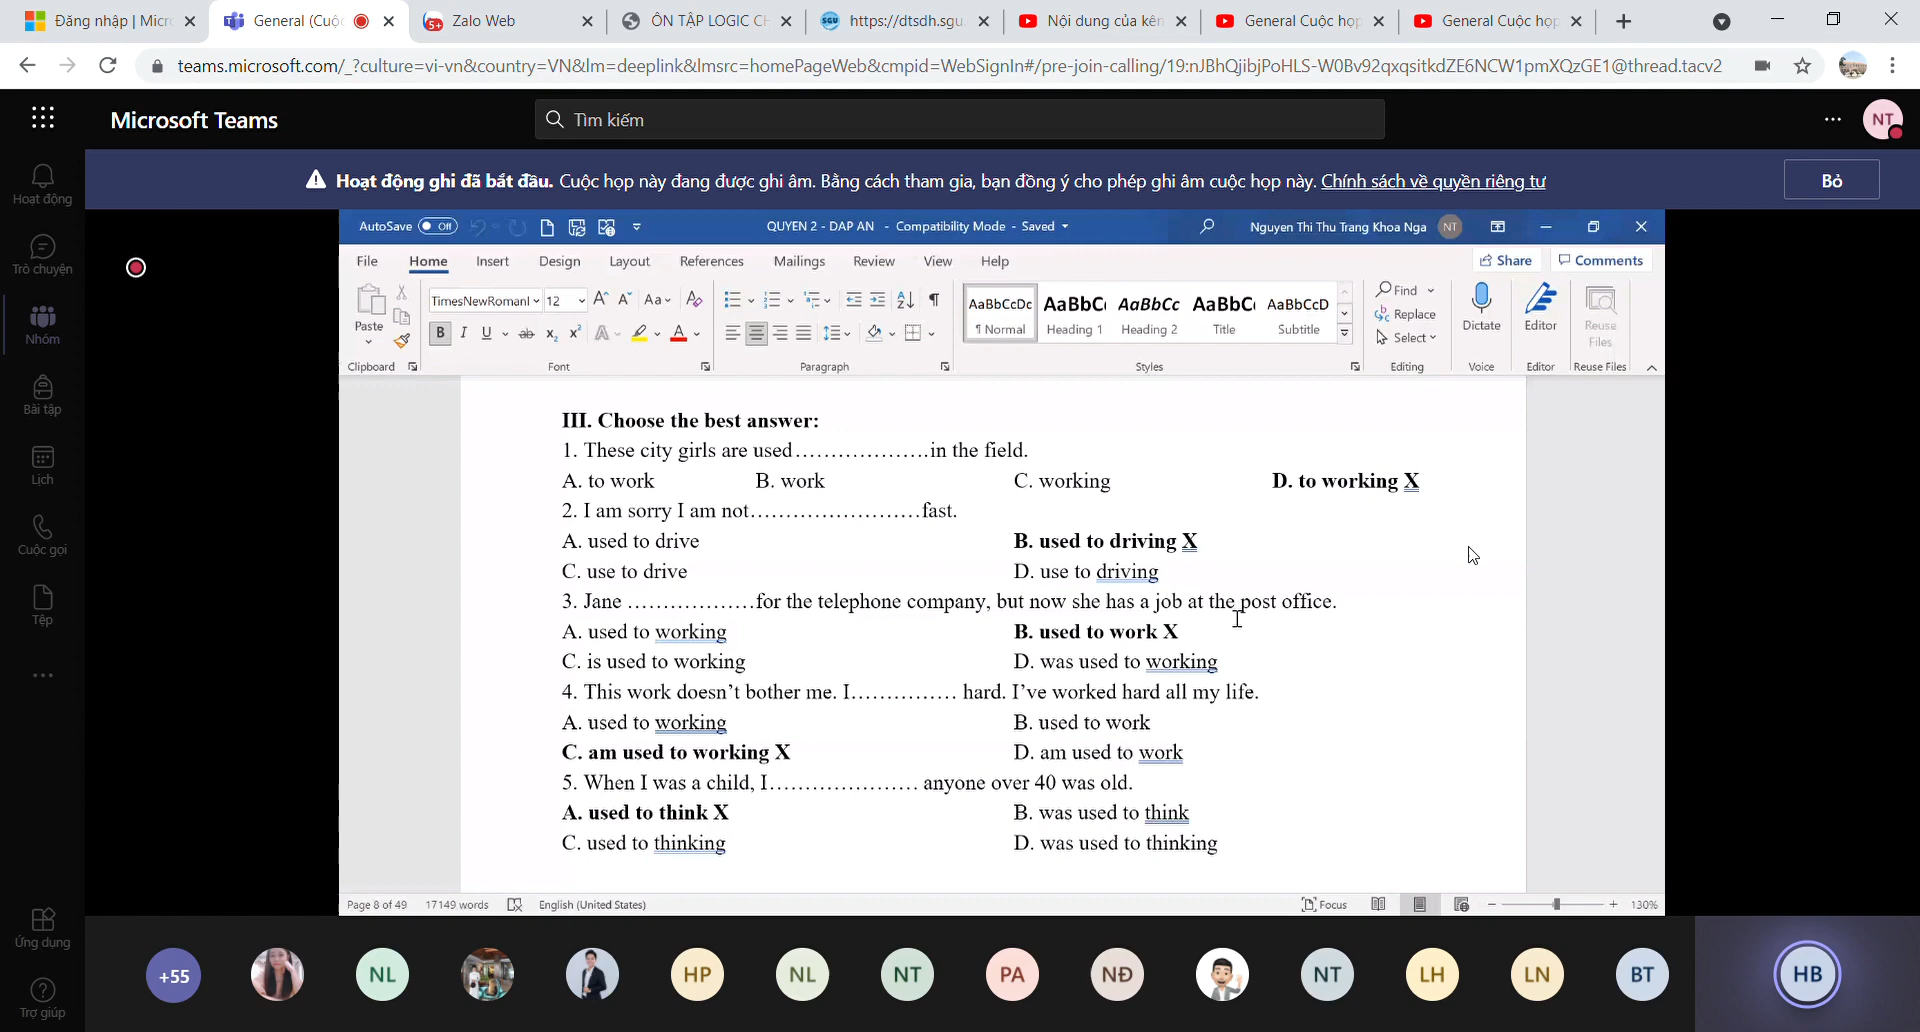 Đăng nhập | Micr
General (Cuộc
Zalo Web
ÔN TẬP LOGIC CH
SGU https://dtsdh.sgu.
Nội dung của kên
General Cuộc họp
General Cuộc họp
teams.microsoft.com/_?culture=vi-vn&country=VN&lm=deeplink&lmsrc=homePageWeb&cmpid=WebSignIn#/pre-join-calling/19:nJBhQjibjPoHLS-W0Bv92qxqsitkdZE6NCW1pmXQzGE1@thread.tacv2
Microsoft Teams
Tìm kiếm
NT
Hoạt động ghi đã bắt đầu. Cuộc họp này đang được ghi âm. Bằng cách tham gia, bạn đồng ý cho phép ghi âm cuộc họp này. Chính sách về quyền riêng tư
Bỏ
Hoạt động
Trò chuyện
Nhóm
Bài tập
Lịch
Cuộc gọi
Tệp
Ứng dụng
Trợ giúp
AutoSave Off
QUYEN 2 - DAP AN - Compatibility Mode - Saved
Nguyen Thi Thu Trang Khoa Nga NT
File Home Insert Design Layout References Mailings Review View Help
Share Comments
Paste
TimesNewRomanl 12
Aa
B I U ab x₂ x²
AaBbCcDc AaBbC AaBbCc AaBbC AaBbCcD
¶ Normal Heading 1 Heading 2 Title Subtitle
Find
Replace
Select
Dictate
Editor
Reuse Files
Clipboard Font Paragraph Styles Editing Voice Editor Reuse Files
III. Choose the best answer:
1. These city girls are used...................in the field.
A. to work B. work C. working D. to working X
2. I am sorry I am not........................fast.
A. used to drive B. used to driving X
C. use to drive D. use to driving
3. Jane ..................for the telephone company, but now she has a job at the post office.
A. used to working B. used to work X
C. is used to working D. was used to working
4. This work doesn't bother me. I............... hard. I've worked hard all my life.
A. used to working B. used to work
C. am used to working X D. am used to work
5. When I was a child, I..................... anyone over 40 was old.
A. used to think X B. was used to think
C. used to thinking D. was used to thinking
Page 8 of 49 17149 words English (United States)
Focus 130%
+55 NL HP NL NT PA NĐ NT LH LN BT HB